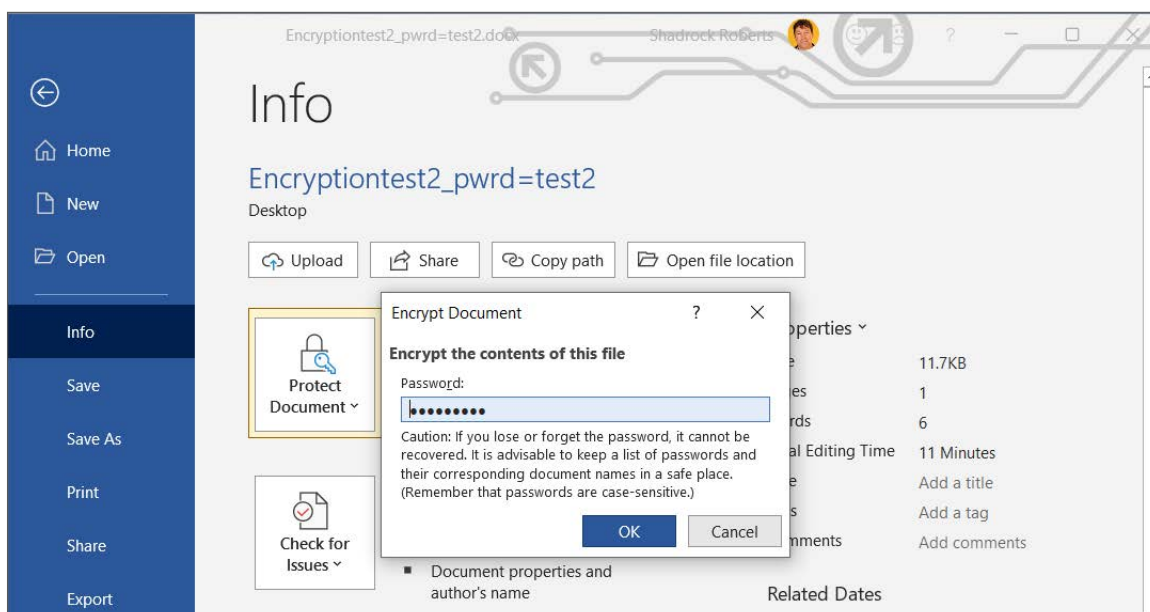 Encryptiontest2_pwrd=test2.docx
Shadrock Roberts
?
Info
Home
New
Open
Info
Save
Save As
Print
Share
Export
Encryptiontest2_pwrd=test2
Desktop
Upload
Share
Copy path
Open file location
Protect
Document
Check for
Issues
Encrypt Document
?
Encrypt the contents of this file
Password:
•••••••••
Caution: If you lose or forget the password, it cannot be
recovered. It is advisable to keep a list of passwords and
their corresponding document names in a safe place.
(Remember that passwords are case-sensitive.)
OK
Cancel
Document properties and
author's name
operties
11.7KB
1
6
Editing Time 11 Minutes
Add a title
Add a tag
Add comments
Related Dates